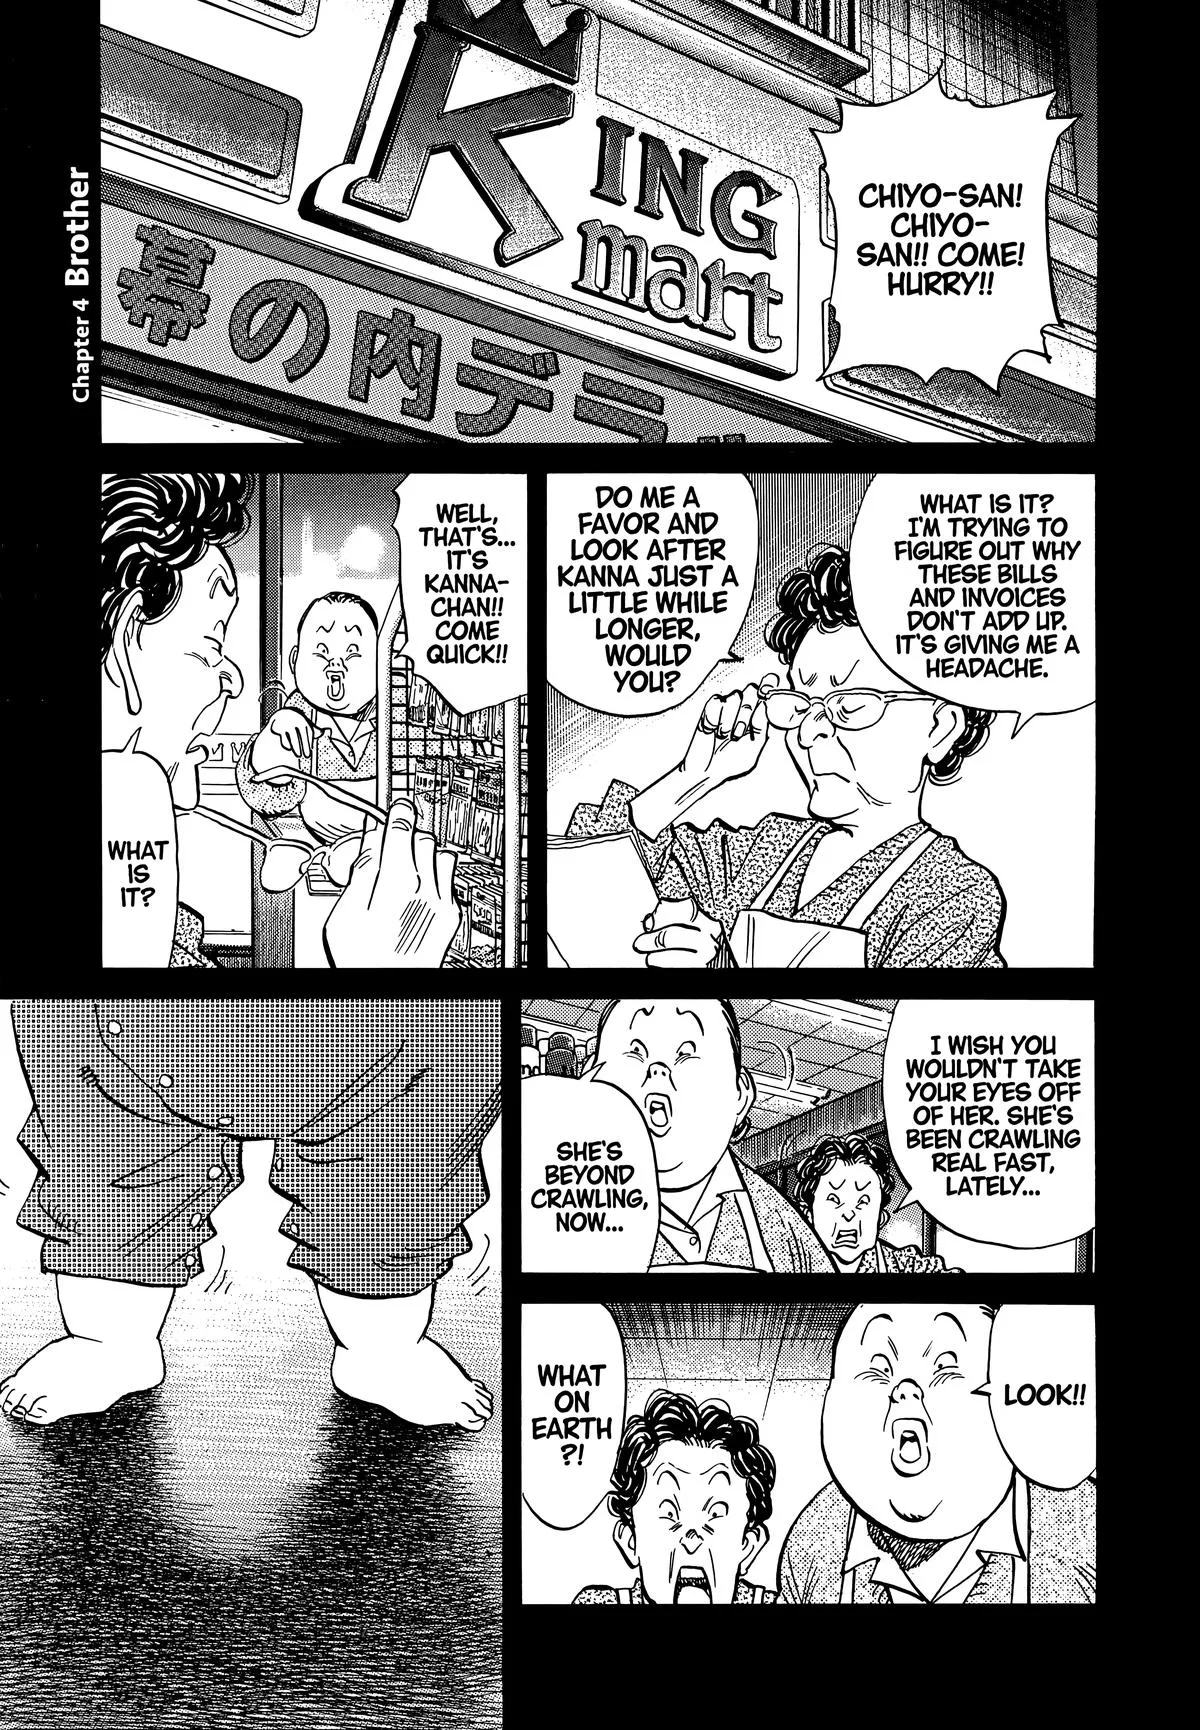 Chapter 4 Brother
KING
mart
幕の内デラ
CHIYO-SAN!
CHIYO-
SAN!! COME!
HURRY!!
WHAT IS IT?
I'M TRYING TO
FIGURE OUT WHY
THESE BILLS
AND INVOICES
DON'T ADD UP.
IT'S GIVING ME A
HEADACHE.
DO ME A
FAVOR AND
LOOK AFTER
KANNA JUST A
LITTLE WHILE
LONGER,
WOULD
YOU?
WELL,
THAT'S...
IT'S
KANNA-
CHAN!!
COME
QUICK!!
WHAT
IS
IT?
I WISH YOU
WOULDN'T TAKE
YOUR EYES OFF
OF HER. SHE'S
BEEN CRAWLING
REAL FAST,
LATELY...
SHE'S
BEYOND
CRAWLING,
NOW...
LOOK!!
WHAT
ON
EARTH
?!